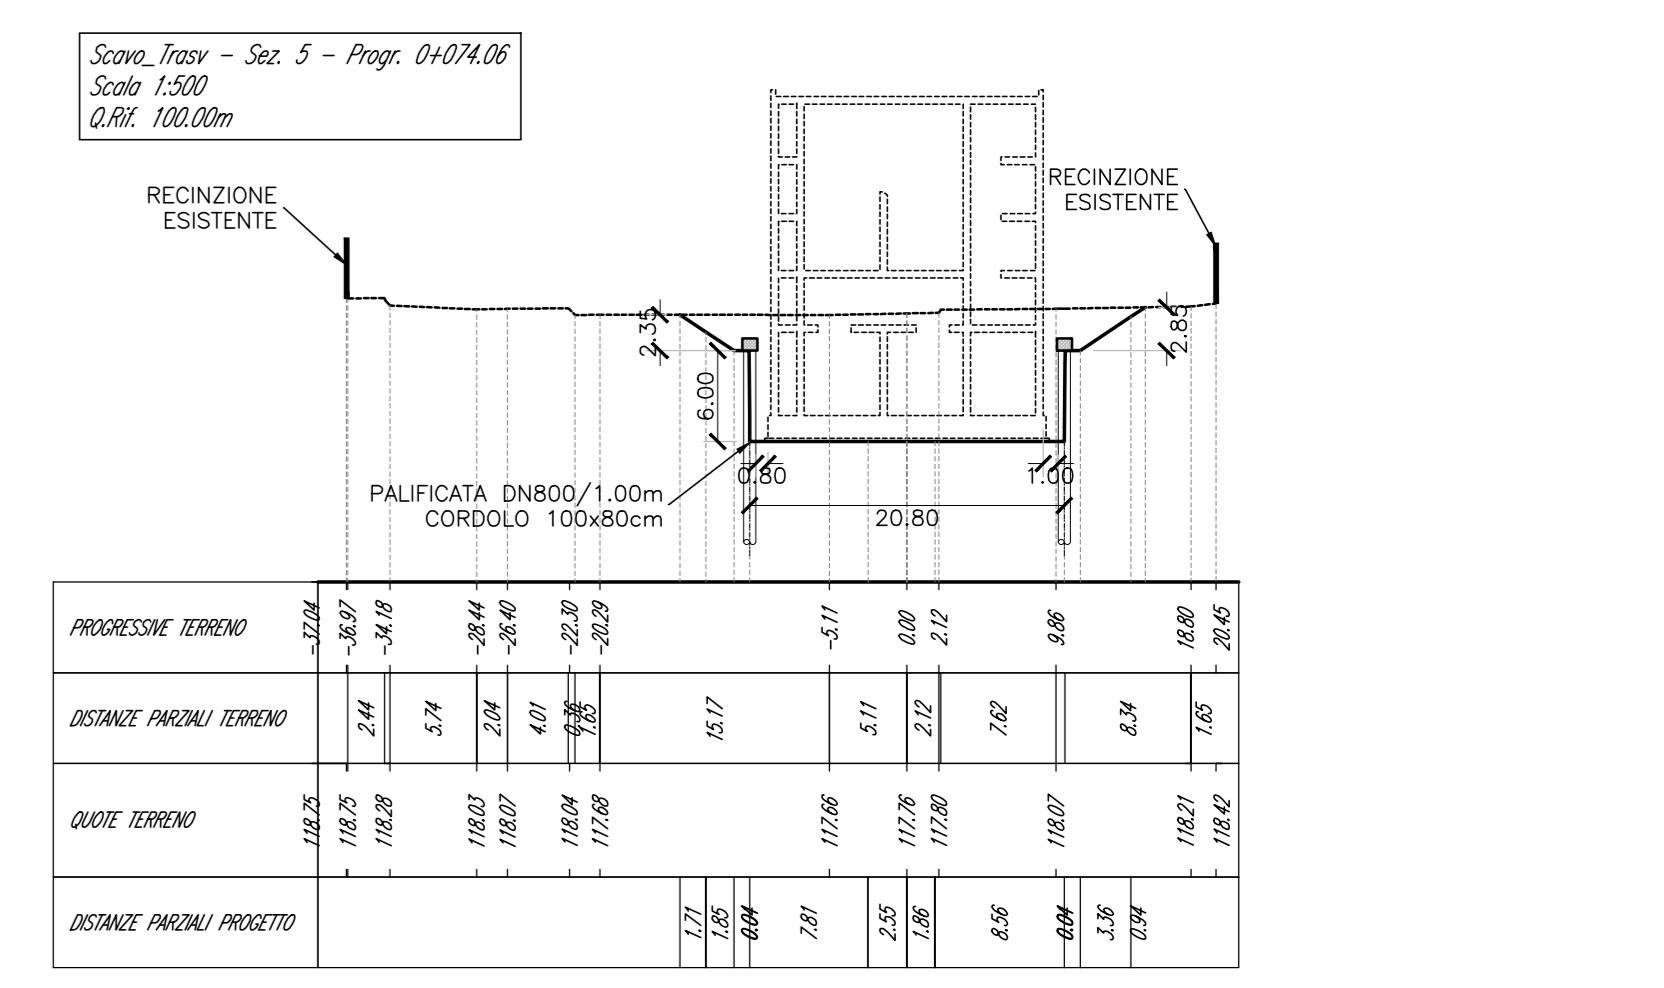 Scavo_Trasv - Sez. 5 - Progr. 0+074.06
Scala 1:500
Q.Rif. 100.00m
RECINZIONE
ESISTENTE
RECINZIONE
ESISTENTE
2.35
2.85
6.00
0.80
1.00
PALIFICATA DN800/1.00m
CORDOLO 100x80cm
20.80
PROGRESSIVE TERRENO -37.04 -36.97 -34.18 -28.44 -26.40 -22.30 -20.29 -5.11 0.00 2.12 9.86 18.80 20.45
DISTANZE PARZIALI TERRENO 2.44 5.74 2.04 4.01 0.36 1.65 15.17 5.11 2.12 7.62 8.34 1.65
QUOTE TERRENO 118.75 118.75 118.28 118.03 118.07 118.04 117.68 117.66 117.76 117.80 118.07 118.21 118.42
DISTANZE PARZIALI PROGETTO 1.71 1.85 0.04 7.81 2.55 1.86 8.56 0.04 3.36 0.94